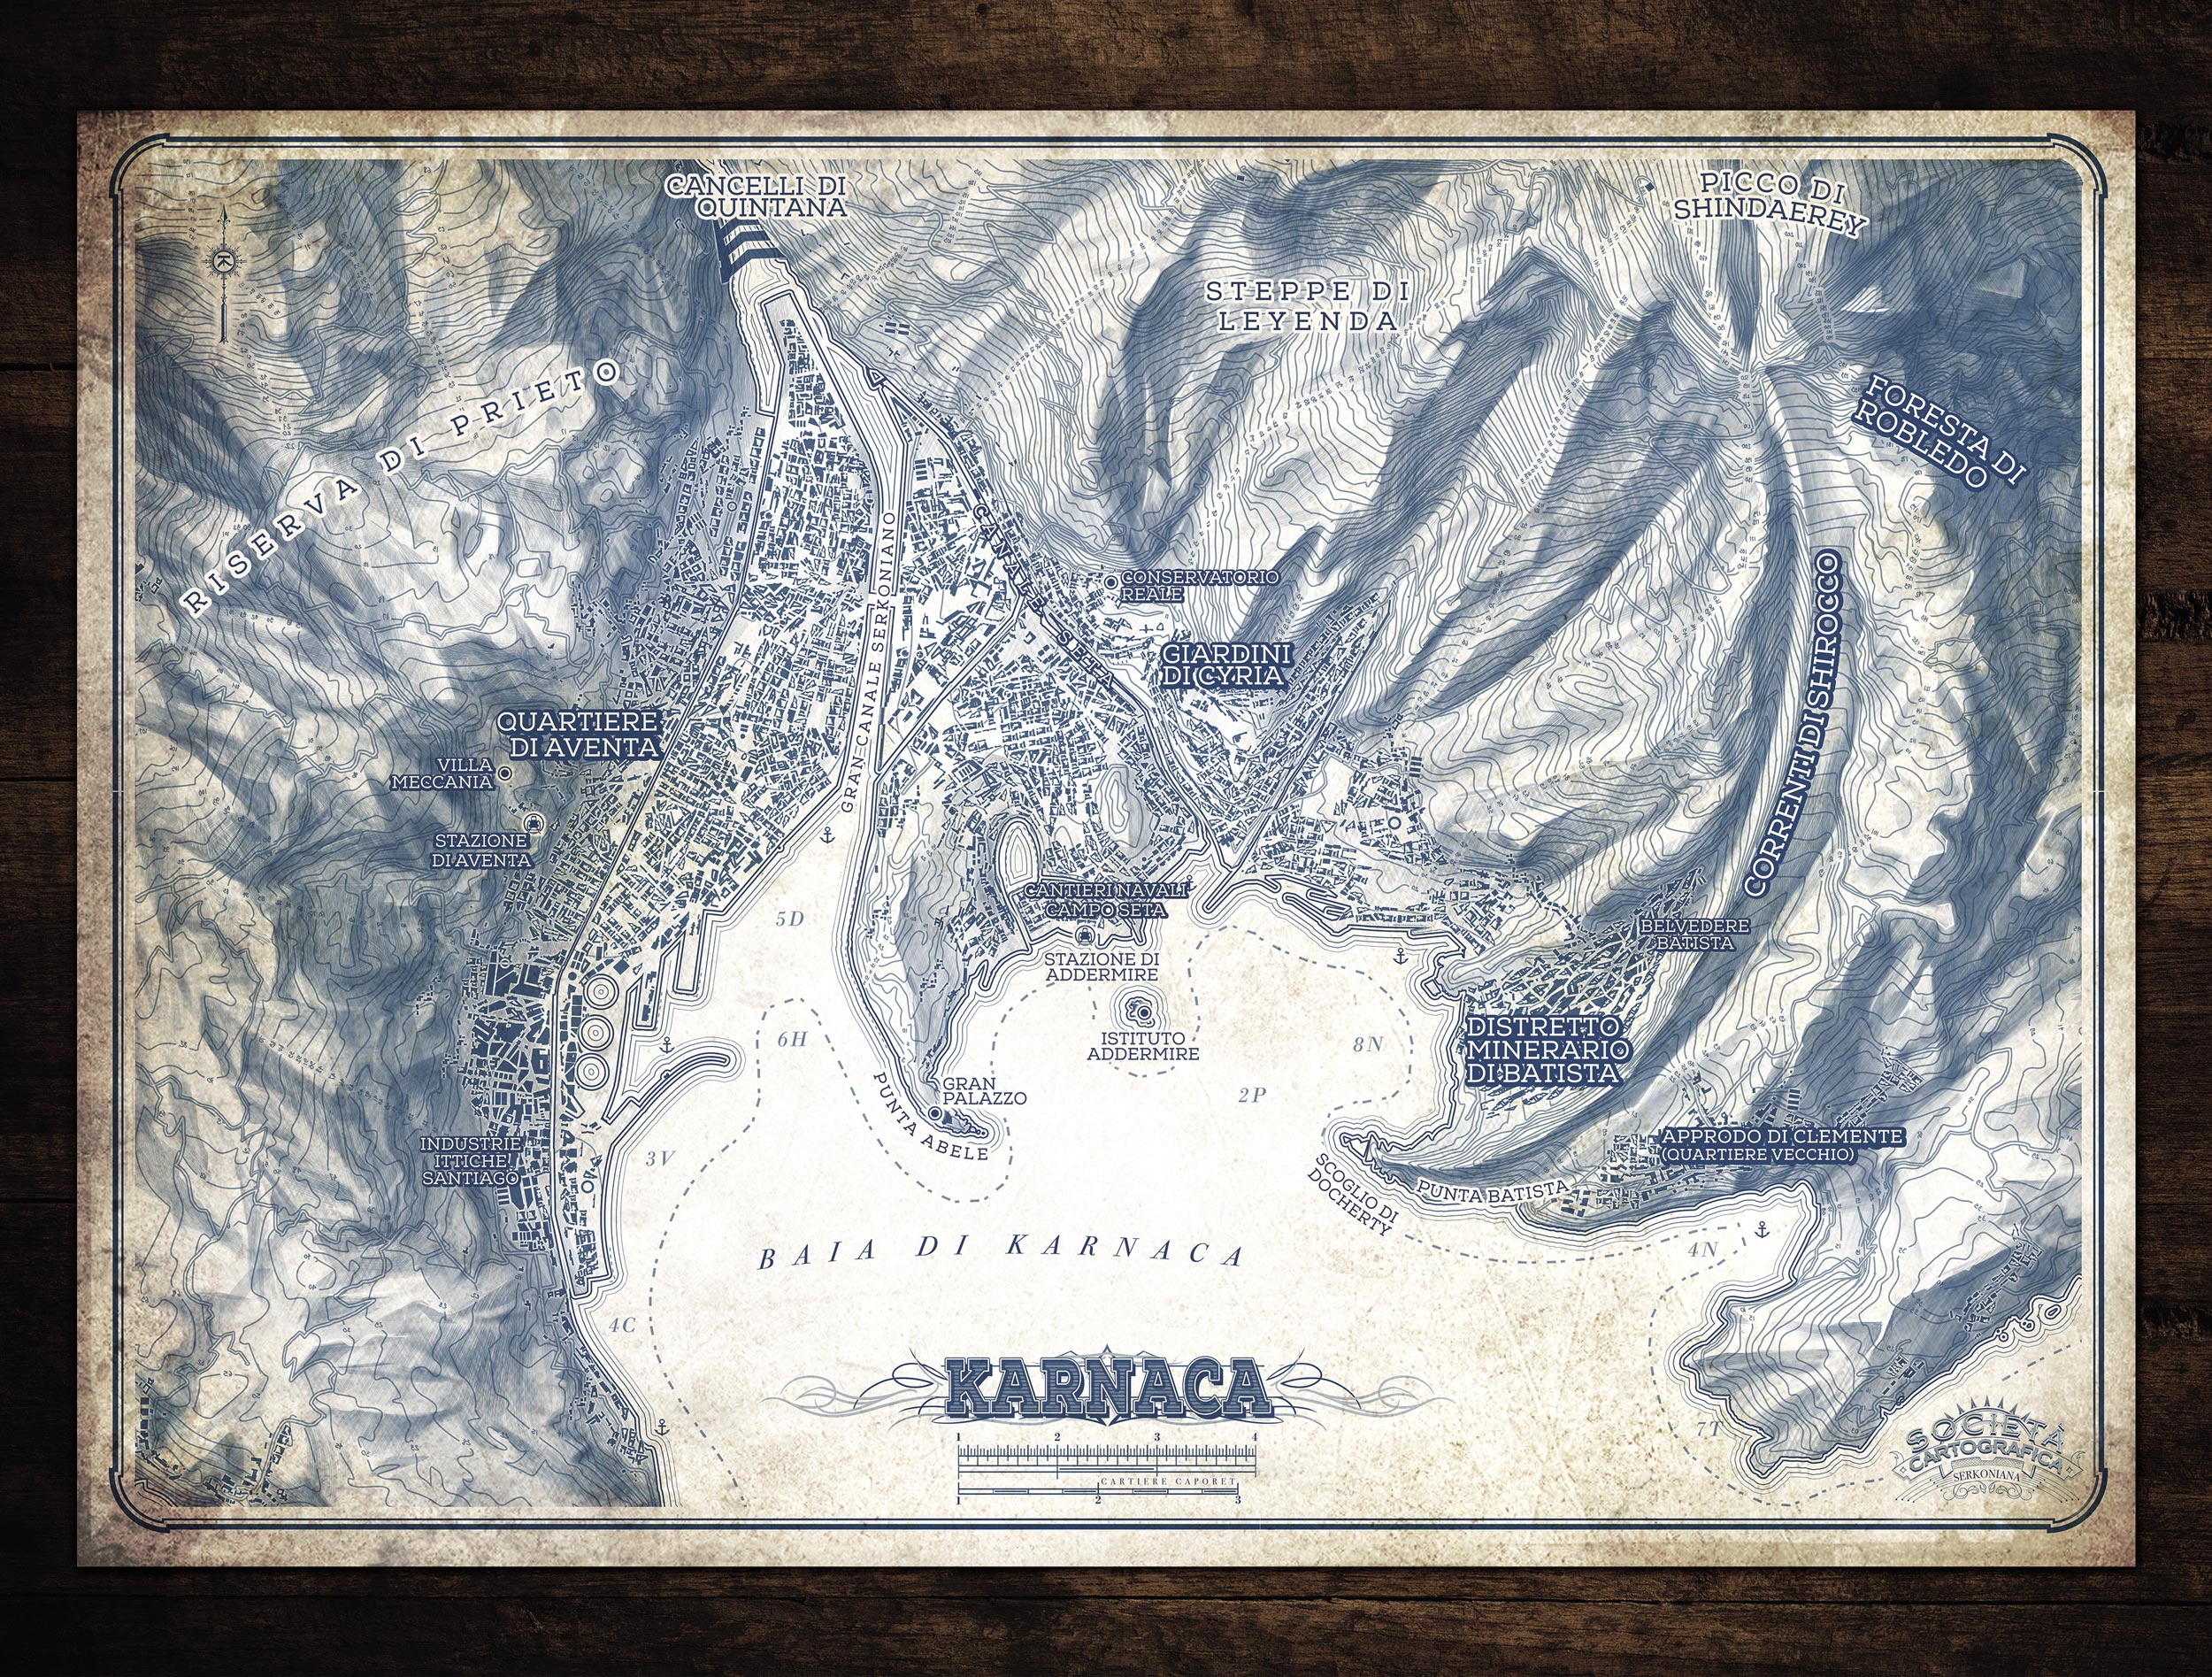 CANCELLI DI
QUINTANA
PICCO DI
SHINDAEREY
STEPPE DI
LEYENDA
RISERVA DI PRIETO
FORESTA DI
ROBLEDO
CANALE SETA
GRAN CANALE SERKONIANO
CONSERVATORIO
REALE
GIARDINI
DI CYRIA
CORRENTI DI SHIROCCO
QUARTIERE
DI AVENTA
VILLA
MECCANIA
STAZIONE
DI AVENTA
CANTIERI NAVALI
CAMPO SETA
5D
BELVEDERE
BATISTA
STAZIONE DI
ADDERMIRE
ISTITUTO
ADDERMIRE
6H
8N
2P
DISTRETTO
MINERARIO
DI BATISTA
GRAN
PALAZZO
PUNTA ABELE
INDUSTRIE
ITTICHE
SANTIAGO
3V
APPRODO DI CLEMENTE
(QUARTIERE VECCHIO)
SCOGLIO DI
DOCHERTY
PUNTA BATISTA
4N
BAIA DI KARNACA
4C
KARNACA
1 2 3 4
CARTIERE CAPORET
1 2 3
7T
SOCIETÀ
CARTOGRAFICA
SERKONIANA